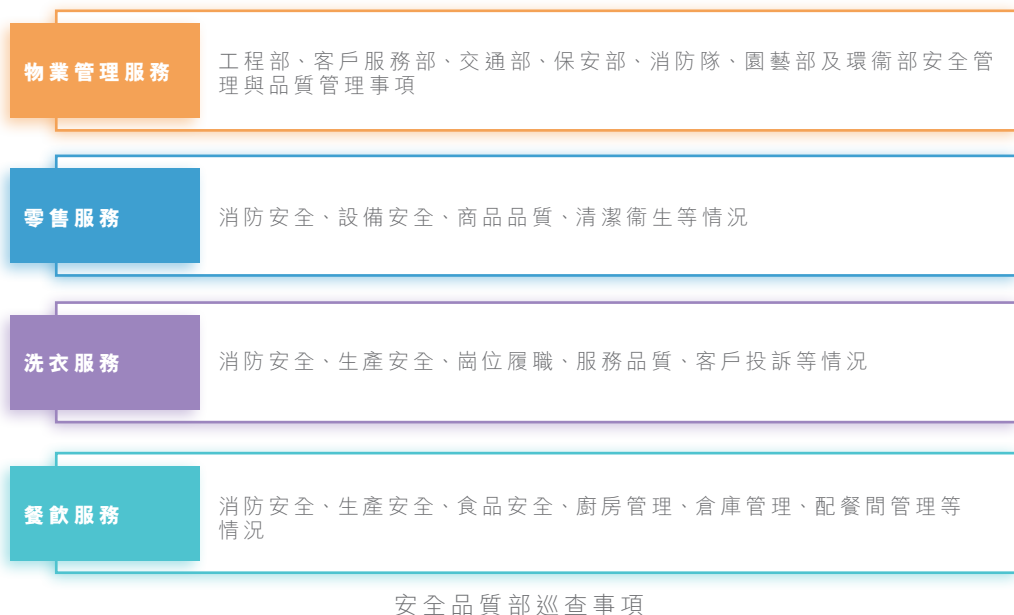 物業管理服務
工程部、客戶服務部、交通部、保安部、消防隊、園藝部及環衞部安全管
理與品質管理事項
零售服務
消防安全、設備安全、商品品質、清潔衞生等情況
洗衣服務
消防安全、生產安全、崗位履職、服務品質、客戶投訴等情況
餐飲服務
消防安全、生產安全、食品安全、廚房管理、倉庫管理、配餐間管理等
情況
安全品質部巡查事項